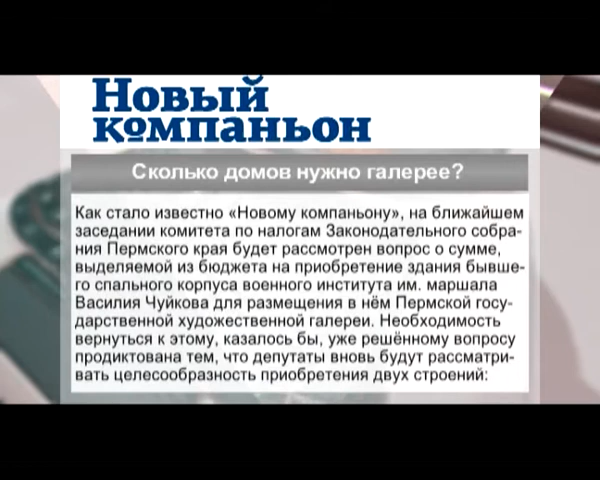 Новый
компаньон
Сколько домов нужно галерее?
Как стало известно «Новому компаньону», на ближайшем
заседании комитета по налогам Законодательного собра-
ния Пермского края будет рассмотрен вопрос о сумме,
выделяемой из бюджета на приобретение здания бывше-
го спального корпуса военного института им. маршала
Василия Чуйкова для размещения в нём Пермской госу-
дарственной художественной галереи. Необходимость
вернуться к этому, казалось бы, уже решённому вопросу
продиктована тем, что депутаты вновь будут рассматри-
вать целесообразность приобретения двух строений: